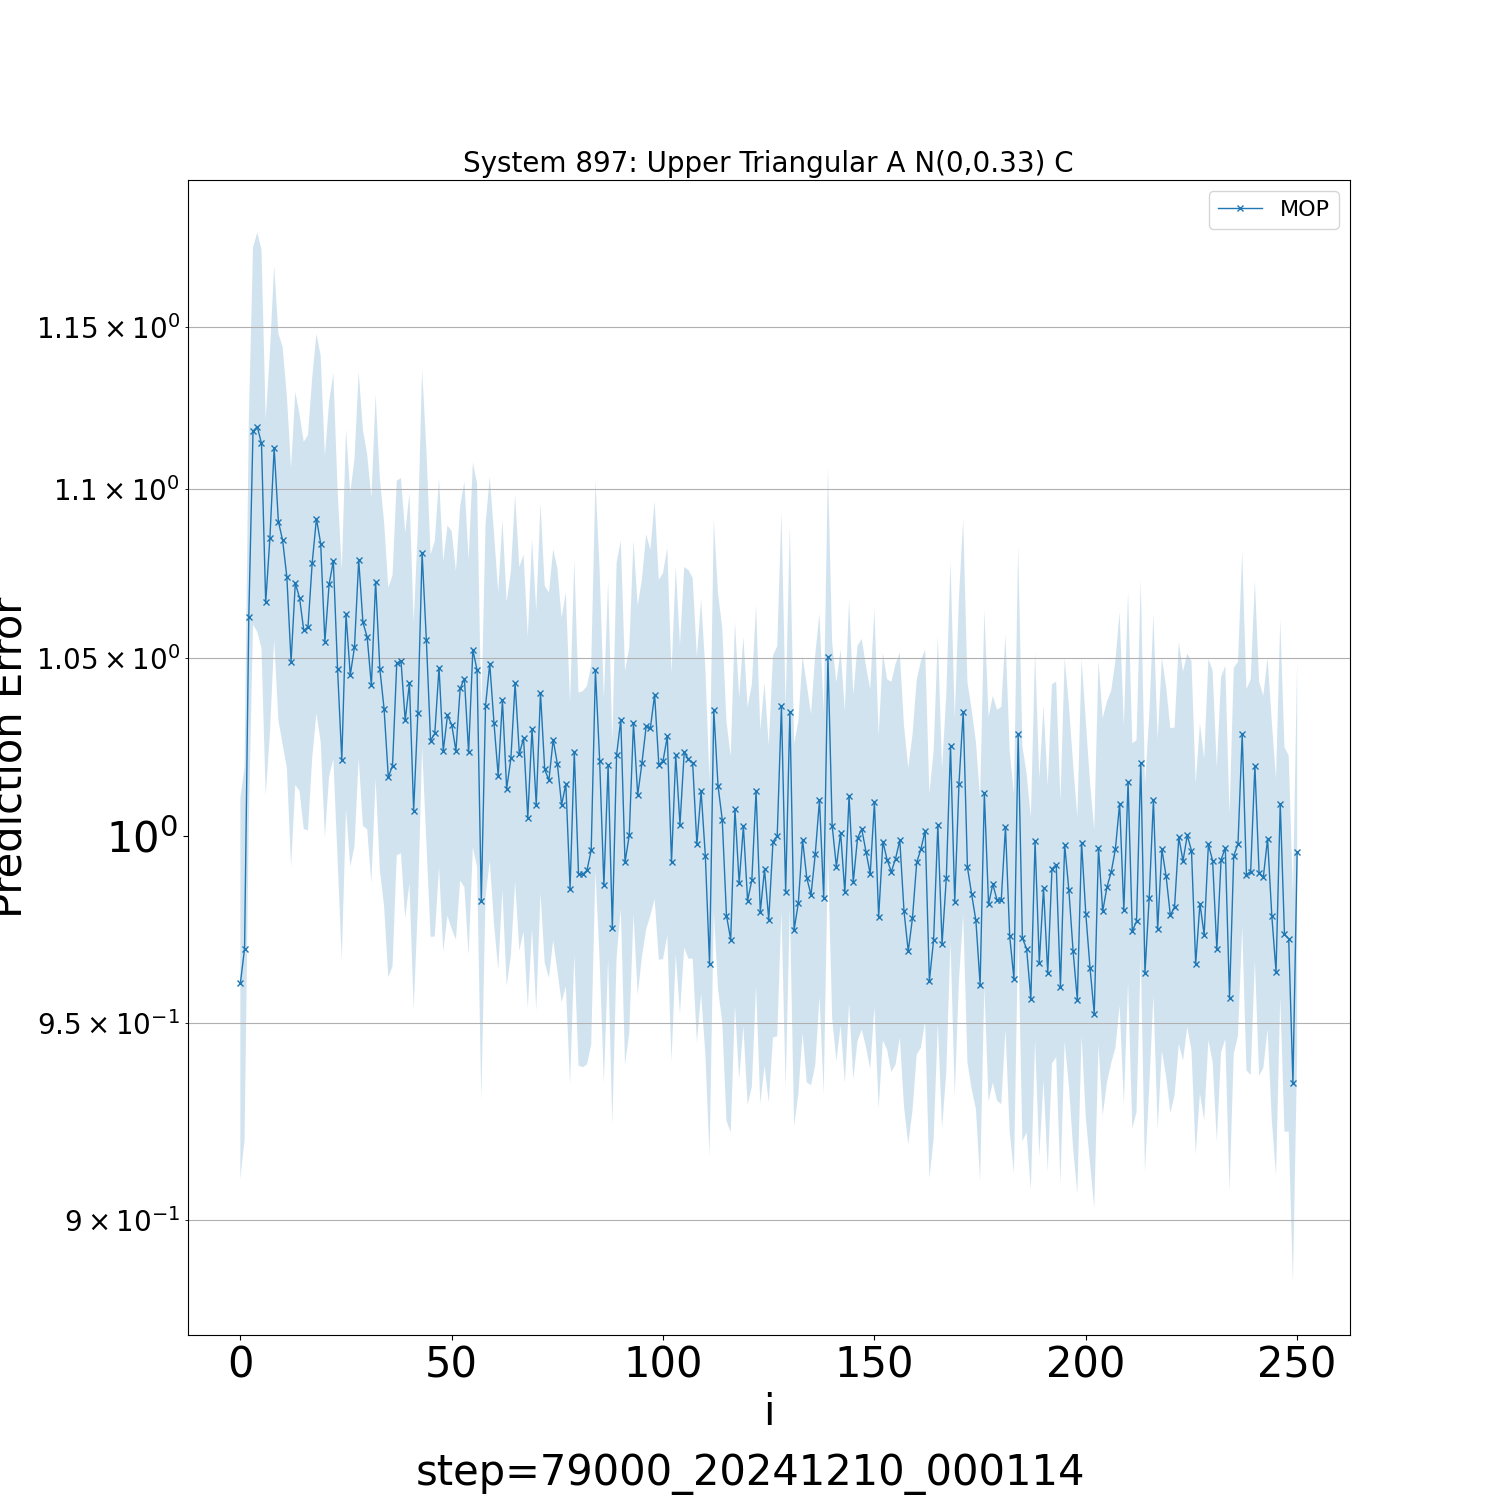 System 897: Upper Triangular A N(0,0.33) C
MOP
1.15 × 10⁰
1.1 × 10⁰
1.05 × 10⁰
10⁰
9.5 × 10⁻¹
9 × 10⁻¹
Prediction Error
0 50 100 150 200 250
i
step=79000_20241210_000114